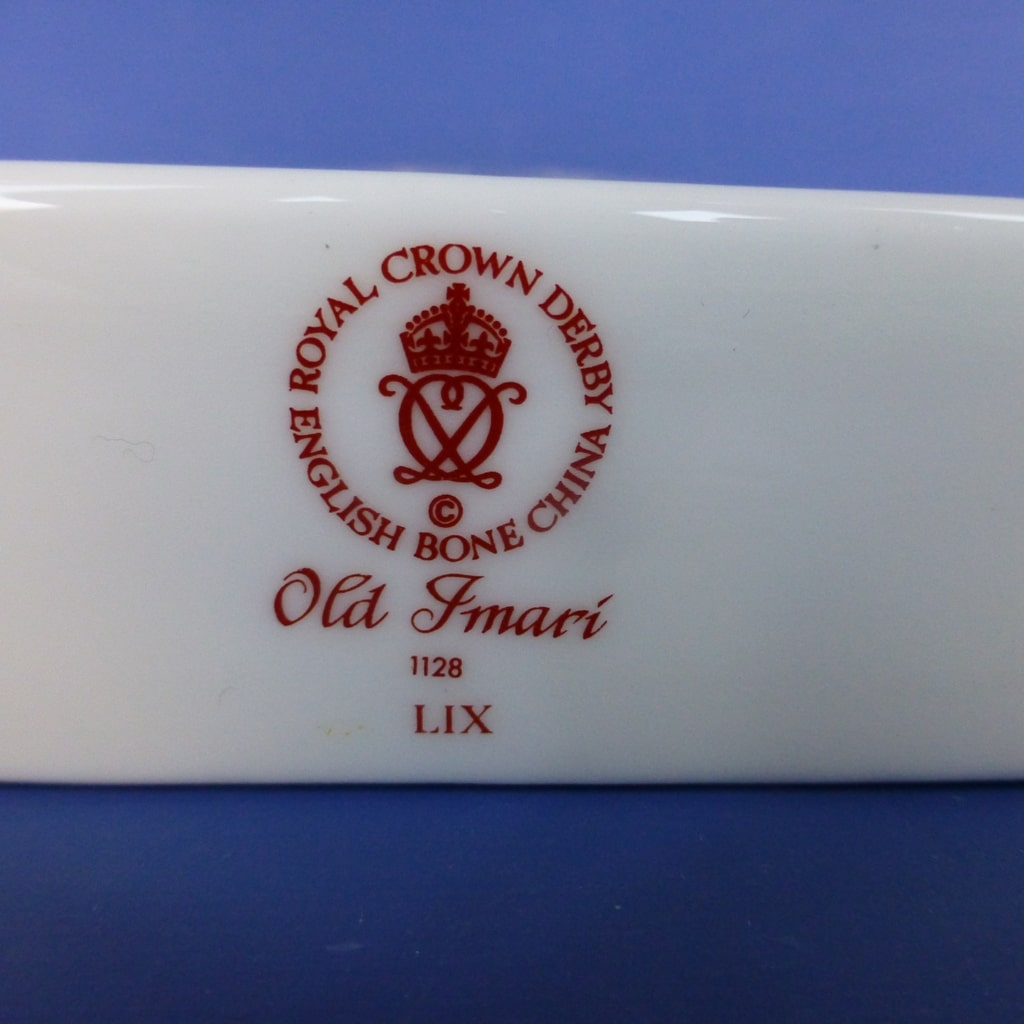 ROYAL CROWN DERBY
ENGLISH BONE CHINA
©
Old Imari
1128
LIX